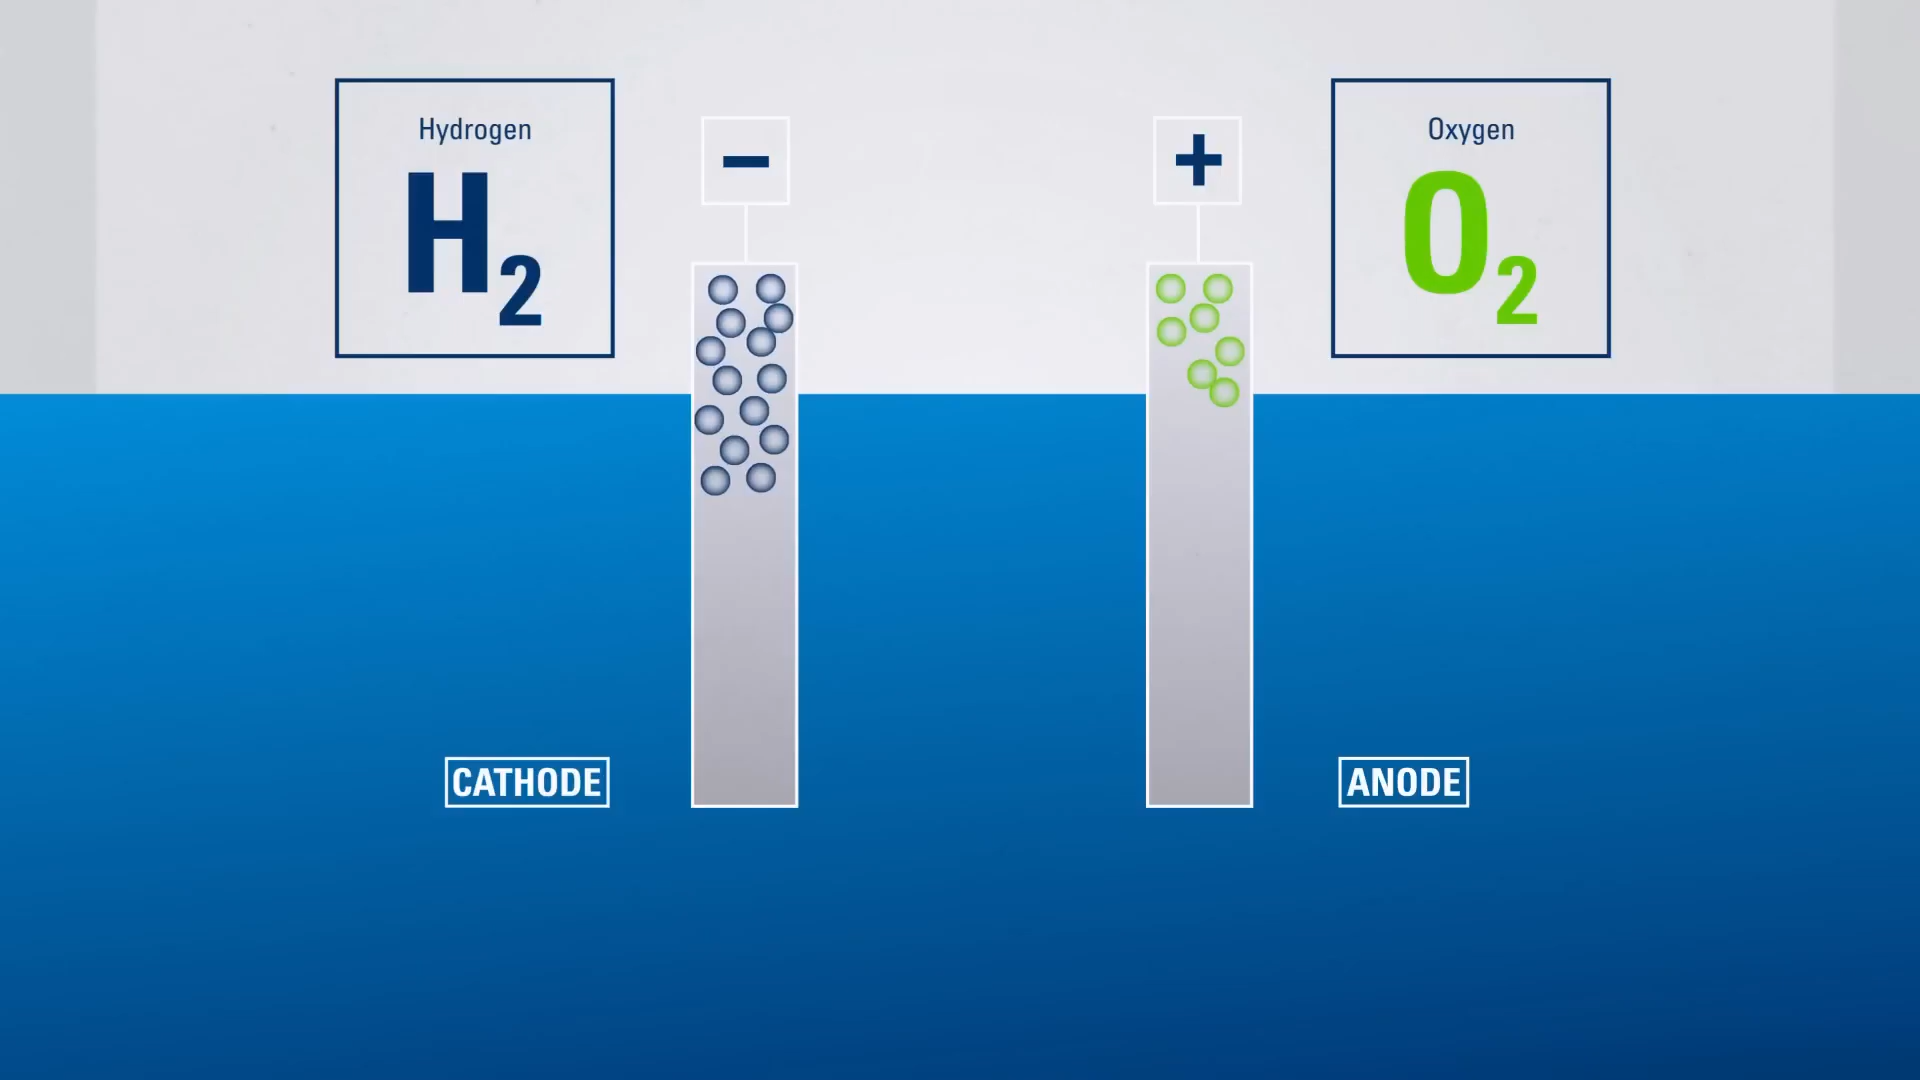 Hydrogen
H₂
−
+
Oxygen
O₂
CATHODE
ANODE